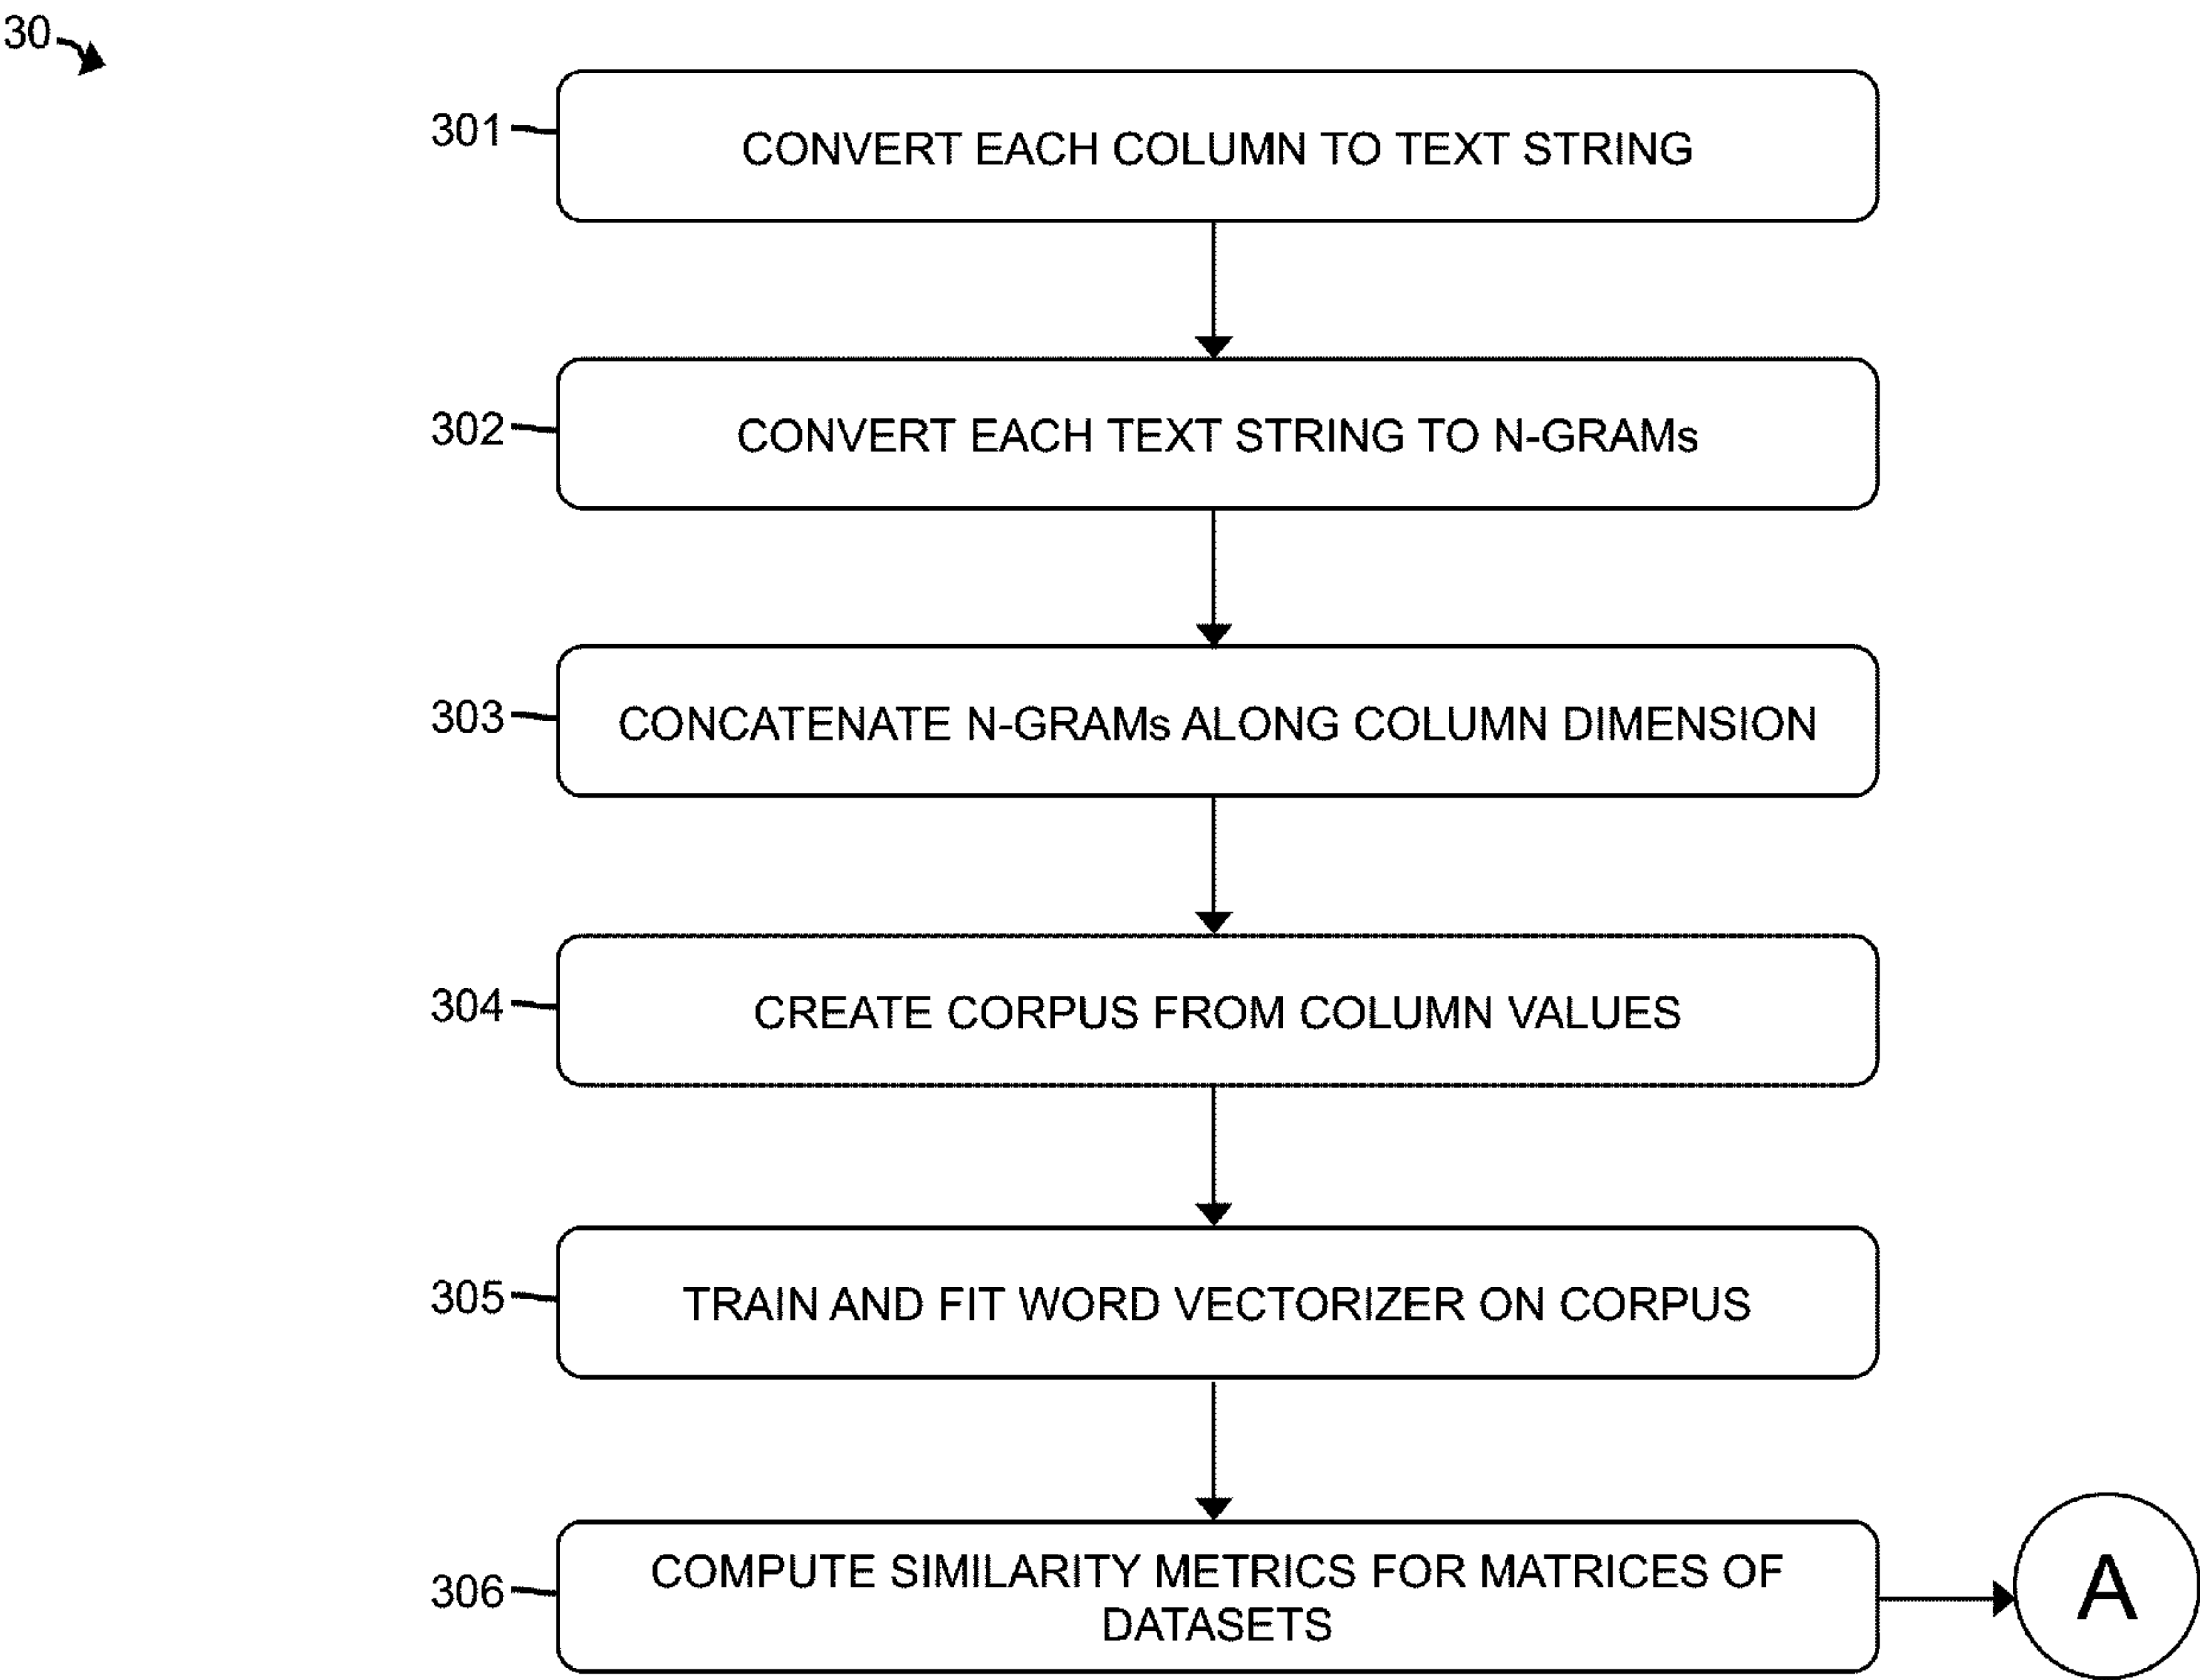 30
301
CONVERT EACH COLUMN TO TEXT STRING
302
CONVERT EACH TEXT STRING TO N-GRAMs
303
CONCATENATE N-GRAMs ALONG COLUMN DIMENSION
304
CREATE CORPUS FROM COLUMN VALUES
305
TRAIN AND FIT WORD VECTORIZER ON CORPUS
306
COMPUTE SIMILARITY METRICS FOR MATRICES OF
DATASETS
A